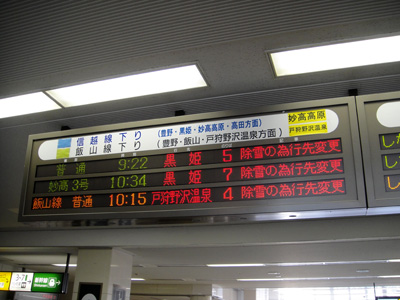 信越線下り (豊野・黒姫・妙高高原・高田方面)
飯山線下り (豊野・飯山・戸狩野沢温泉方面)
妙高高原
戸狩野沢温泉
普通 9:22 黒姫 5 除雪の為行先変更
妙高3号 10:34 黒姫 7 除雪の為行先変更
飯山線 普通 10:15 戸狩野沢温泉 4 除雪の為行先変更